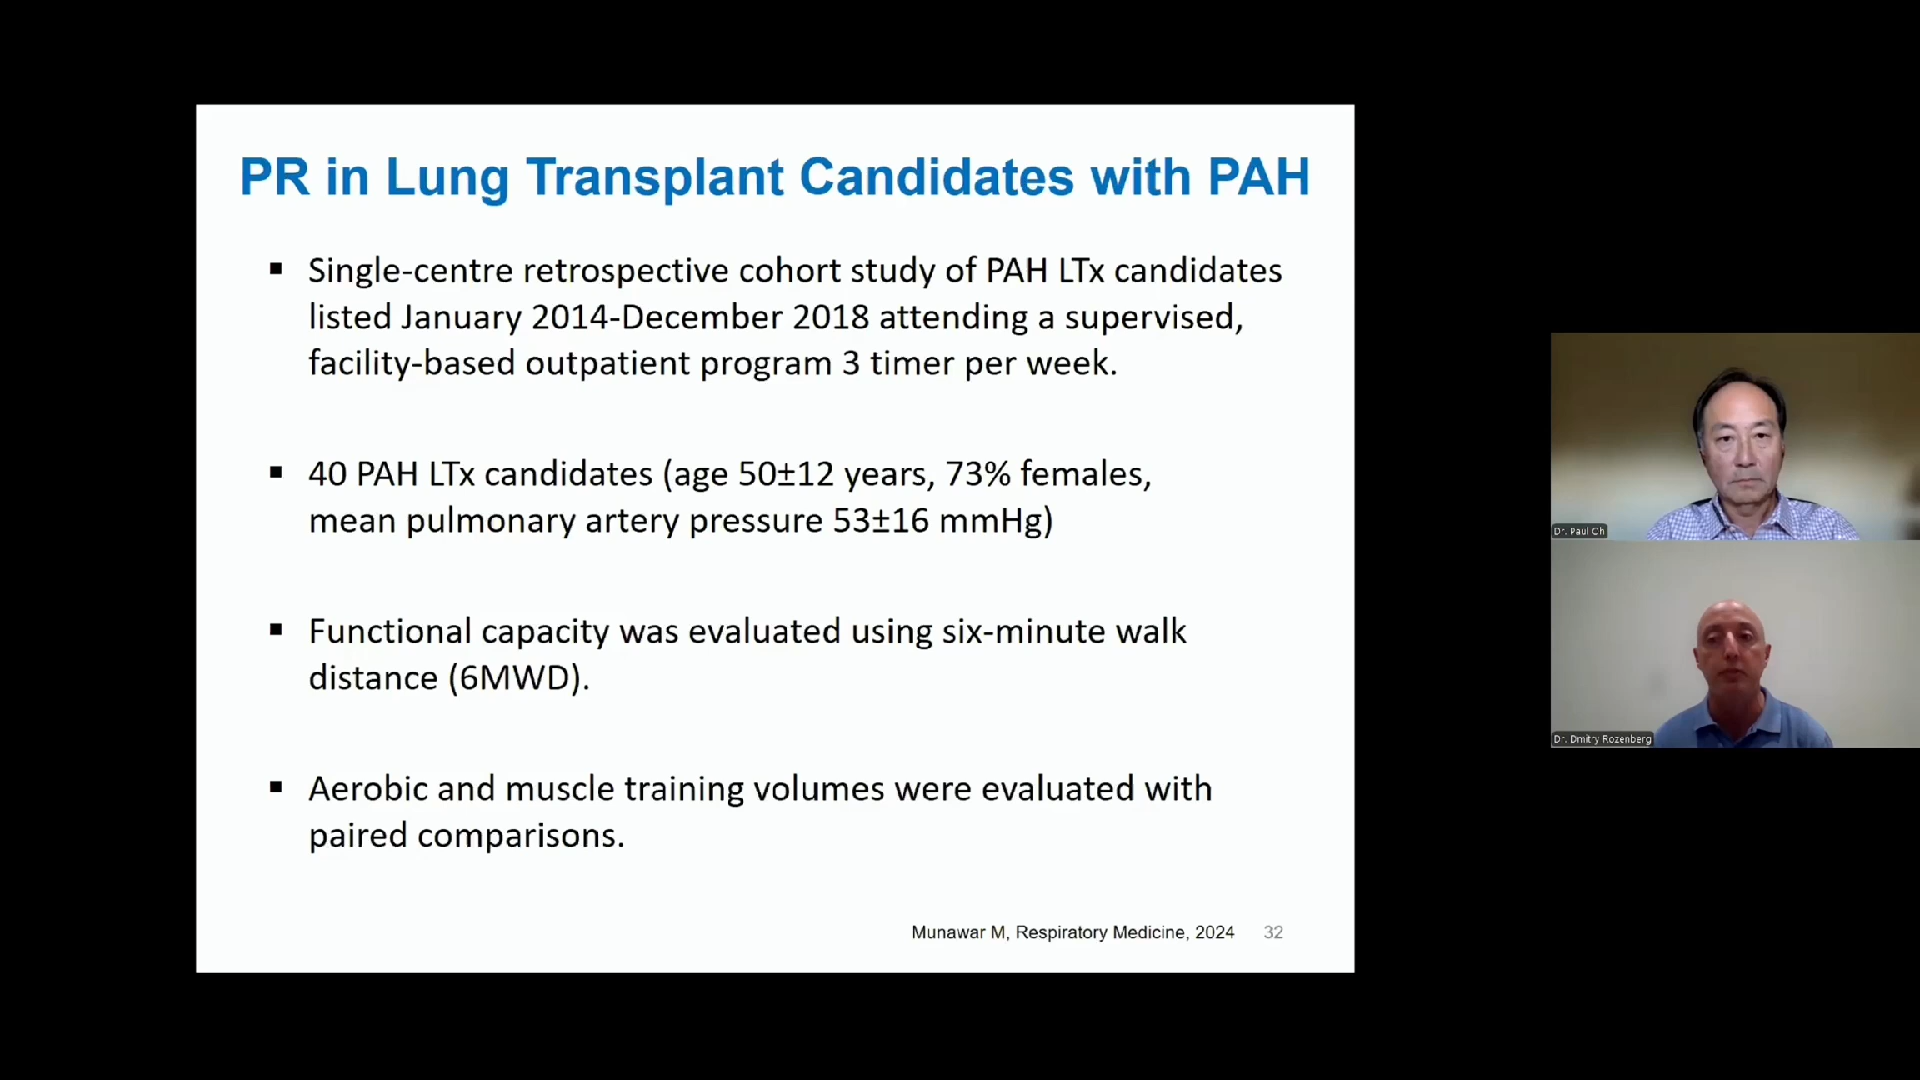 PR in Lung Transplant Candidates with PAH
▪ Single-centre retrospective cohort study of PAH LTx candidates
listed January 2014-December 2018 attending a supervised,
facility-based outpatient program 3 timer per week.
▪ 40 PAH LTx candidates (age 50±12 years, 73% females,
mean pulmonary artery pressure 53±16 mmHg)
▪ Functional capacity was evaluated using six-minute walk
distance (6MWD).
▪ Aerobic and muscle training volumes were evaluated with
paired comparisons.
Munawar M, Respiratory Medicine, 2024 32
Dr. Paul Oh
Dr. Dmitry Rozenberg